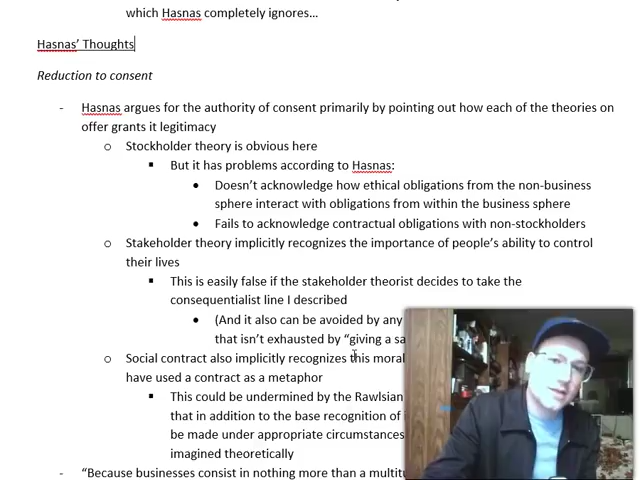 which Hasnas completely ignores…
Hasnas’ Thoughts
Reduction to consent
- Hasnas argues for the authority of consent primarily by pointing out how each of the theories on
offer grants it legitimacy
o Stockholder theory is obvious here
▪ But it has problems according to Hasnas:
• Doesn’t acknowledge how ethical obligations from the non-business
sphere interact with obligations from within the business sphere
• Fails to acknowledge contractual obligations with non-stockholders
o Stakeholder theory implicitly recognizes the importance of people’s ability to control
their lives
▪ This is easily false if the stakeholder theorist decides to take the
consequentialist line I described
• (And it also can be avoided by any
that isn’t exhausted by “giving a
o Social contract also implicitly recognizes this
have used a contract as a metaphor
▪ This could be undermined by the Rawlsian
that in addition to the base recognition of
be made under appropriate circumstances
imagined theoretically
- “Because businesses consist in nothing more than a